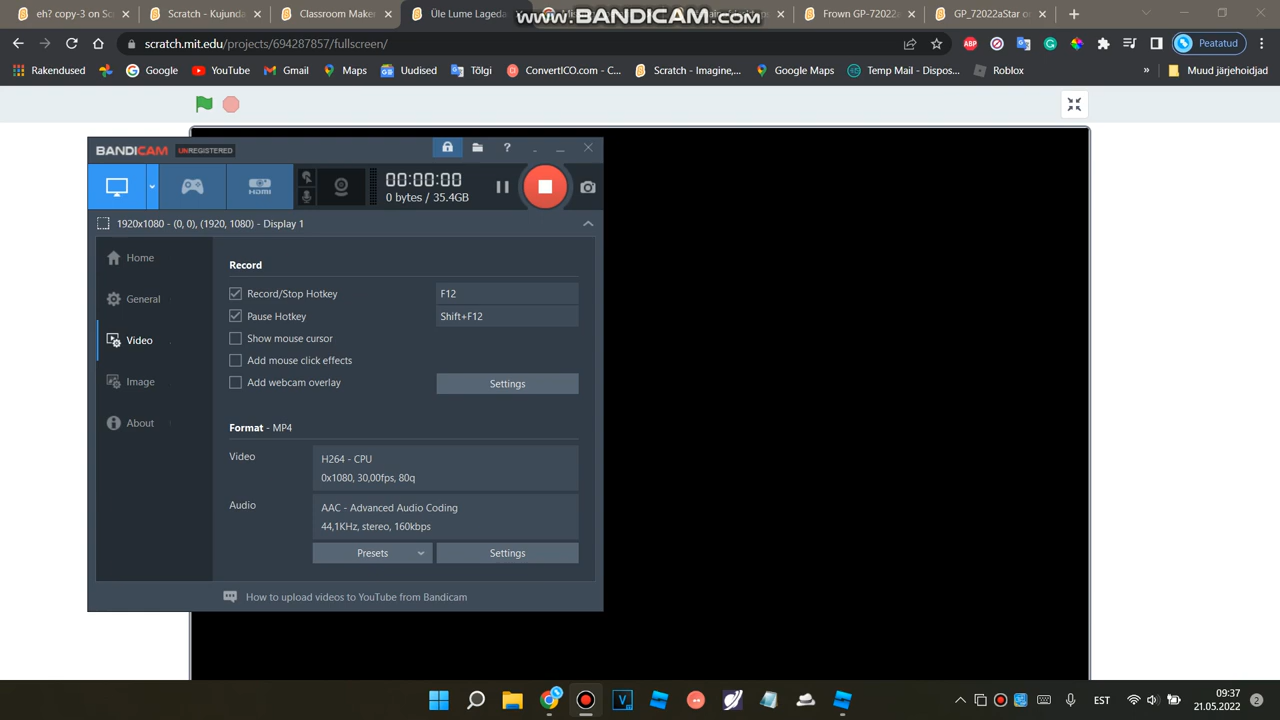 eh? copy-3 on S
Scratch - Kujunda
Classroom Maker
Üle Lume Lageda
www.BANDICAM.com
Frown GP-72022
GP_72022aStar or
scratch.mit.edu/projects/694287857/fullscreen/
ABP
Peatatud
Rakendused
Google
YouTube
Gmail
Maps
Uudised
Tõlgi
ConvertICO.com - C...
Scratch - Imagine,...
Google Maps
Temp Mail - Dispos...
Roblox
»
Muud järjehoidjad
BANDICAM UNREGISTERED
?
HDMI
00:00:00
0 bytes / 35.4GB
1920x1080 - (0, 0), (1920, 1080) - Display 1
Home
General
Video
Image
About
Record
Record/Stop Hotkey F12
Pause Hotkey Shift+F12
Show mouse cursor
Add mouse click effects
Add webcam overlay Settings
Format - MP4
Video
H264 - CPU
0x1080, 30,00fps, 80q
Audio
AAC - Advanced Audio Coding
44,1KHz, stereo, 160kbps
Presets Settings
How to upload videos to YouTube from Bandicam
EST
09:37
21.05.2022
2